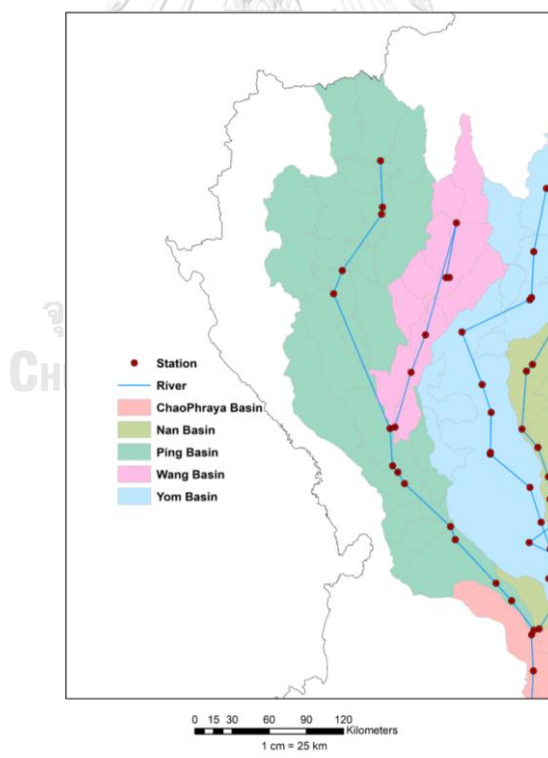 Station
River
ChaoPhraya Basin
Nan Basin
Ping Basin
Wang Basin
Yom Basin
0 15 30 60 90 120
Kilometers
1 cm = 25 km